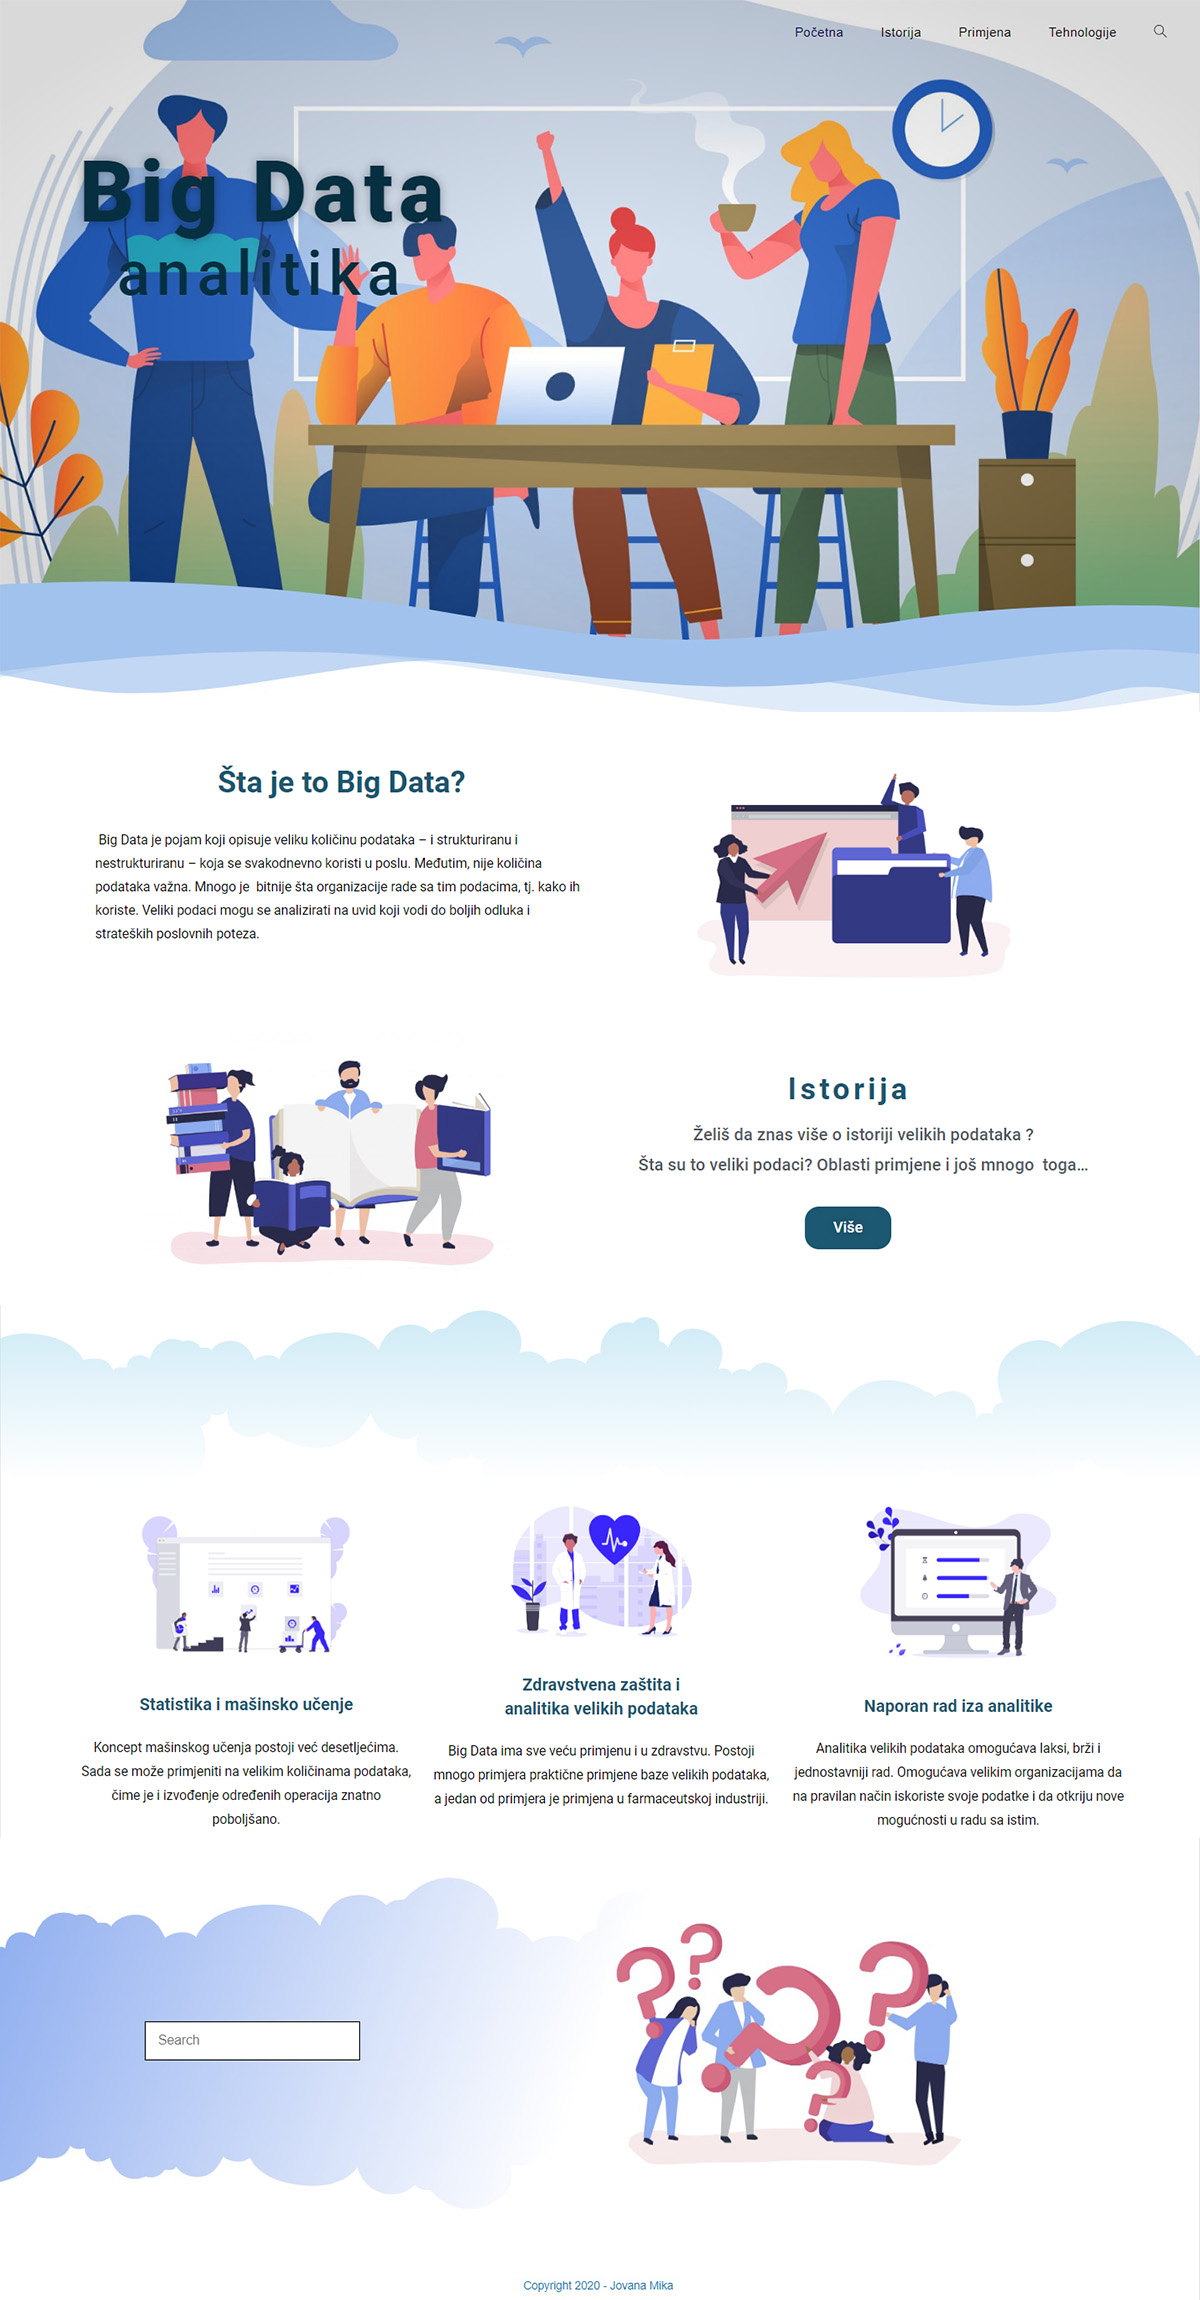 Početna Istorija Primjena Tehnologije
Big Data
analitika
Šta je to Big Data?
Big Data je pojam koji opisuje veliku količinu podataka – i strukturiranu i
nestrukturiranu – koja se svakodnevno koristi u poslu. Međutim, nije količina
podataka važna. Mnogo je  bitnije šta organizacije rade sa tim podacima, tj. kako ih
koriste. Veliki podaci mogu se analizirati na uvid koji vodi do boljih odluka i
strateških poslovnih poteza.
Istorija
Želiš da znas više o istoriji velikih podataka ?
Šta su to veliki podaci? Oblasti primjene i još mnogo  toga...
Više
Statistika i mašinsko učenje
Koncept mašinskog učenja postoji već desetljećima.
Sada se može primjeniti na velikim količinama podataka,
čime je i izvođenje određenih operacija znatno
poboljšano.
Zdravstvena zaštita i
analitika velikih podataka
Big Data ima sve veću primjenu i u zdravstvu. Postoji
mnogo primjera praktične primjene baze velikih podataka,
a jedan od primjera je primjena u farmaceutskoj industriji.
Naporan rad iza analitike
Analitika velikih podataka omogućava laksi, brži i
jednostavniji rad. Omogućava velikim organizacijama da
na pravilan način iskoriste svoje podatke i da otkriju nove
mogućnosti u radu sa istim.
Search
Copyright 2020 - Jovana Mika